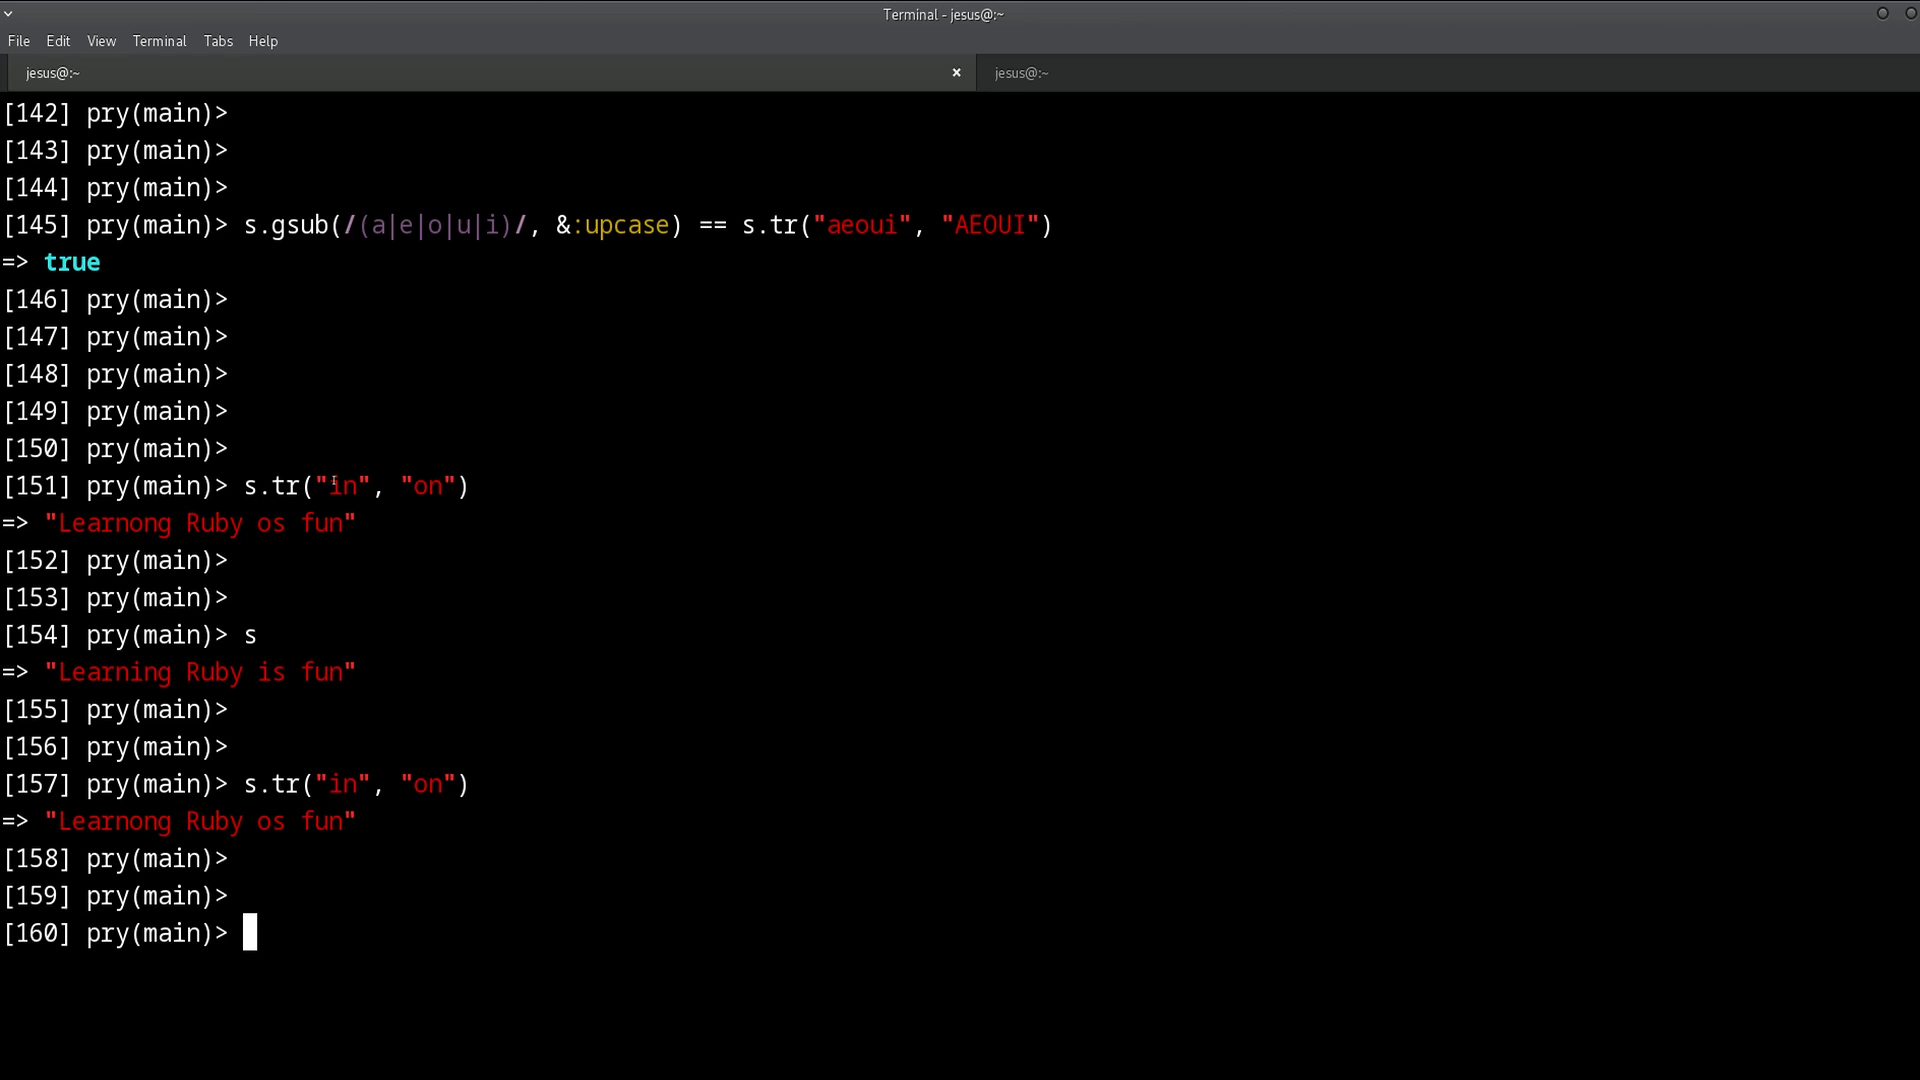 Terminal - jesus@:~
File Edit View Terminal Tabs Help
jesus@:~ × jesus@:~
[142] pry(main)>
[143] pry(main)>
[144] pry(main)>
[145] pry(main)> s.gsub(/(a|e|o|u|i)/, &:upcase) == s.tr("aeoui", "AEOUI")
=> true
[146] pry(main)>
[147] pry(main)>
[148] pry(main)>
[149] pry(main)>
[150] pry(main)>
[151] pry(main)> s.tr("in", "on")
=> "Learnong Ruby os fun"
[152] pry(main)>
[153] pry(main)>
[154] pry(main)> s
=> "Learning Ruby is fun"
[155] pry(main)>
[156] pry(main)>
[157] pry(main)> s.tr("in", "on")
=> "Learnong Ruby os fun"
[158] pry(main)>
[159] pry(main)>
[160] pry(main)>